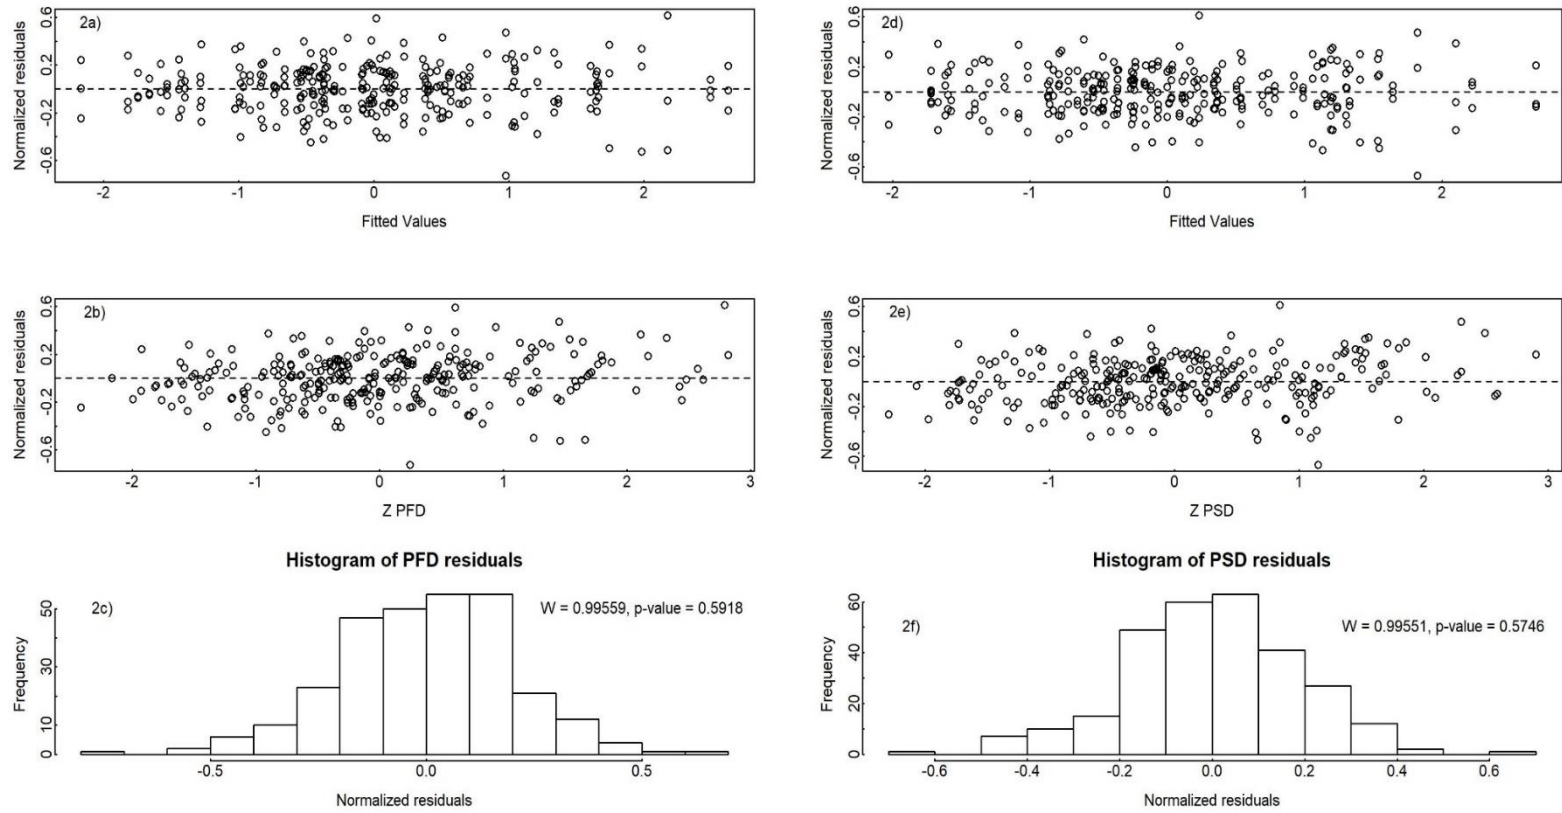 2a)
Normalized residuals
-0.6 -0.2 0.2 0.6
-2 -1 0 1 2
Fitted Values
2d)
Normalized residuals
-0.6 -0.2 0.2 0.6
-2 -1 0 1 2
Fitted Values
2b)
Normalized residuals
-0.6 -0.2 0.2 0.6
-2 -1 0 1 2 3
Z PFD
2e)
Normalized residuals
-0.6 -0.2 0.2 0.6
-2 -1 0 1 2 3
Z PSD
Histogram of PFD residuals
2c)
W = 0.99559, p-value = 0.5918
Frequency
0 10 30 50
-0.5 0.0 0.5
Normalized residuals
Histogram of PSD residuals
2f)
W = 0.99551, p-value = 0.5746
Frequency
0 20 40 60
-0.6 -0.4 -0.2 0.0 0.2 0.4 0.6
Normalized residuals